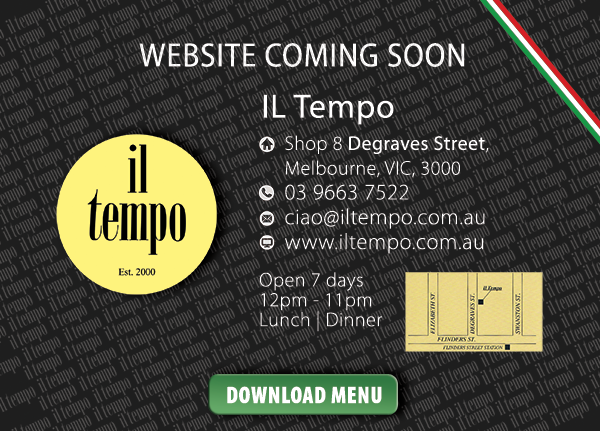 WEBSITE COMING SOON
IL Tempo
Shop 8 Degraves Street,
Melbourne, VIC, 3000
03 9663 7522
ciao@iltempo.com.au
www.iltempo.com.au
il
tempo
Est. 2000
Open 7 days
12pm - 11pm
Lunch | Dinner
ELIZABETH ST.
DEGRAVES ST.
il Tempo
SWANSTON ST.
FLINDERS ST.
FLINDERS STREET STATION
DOWNLOAD MENU